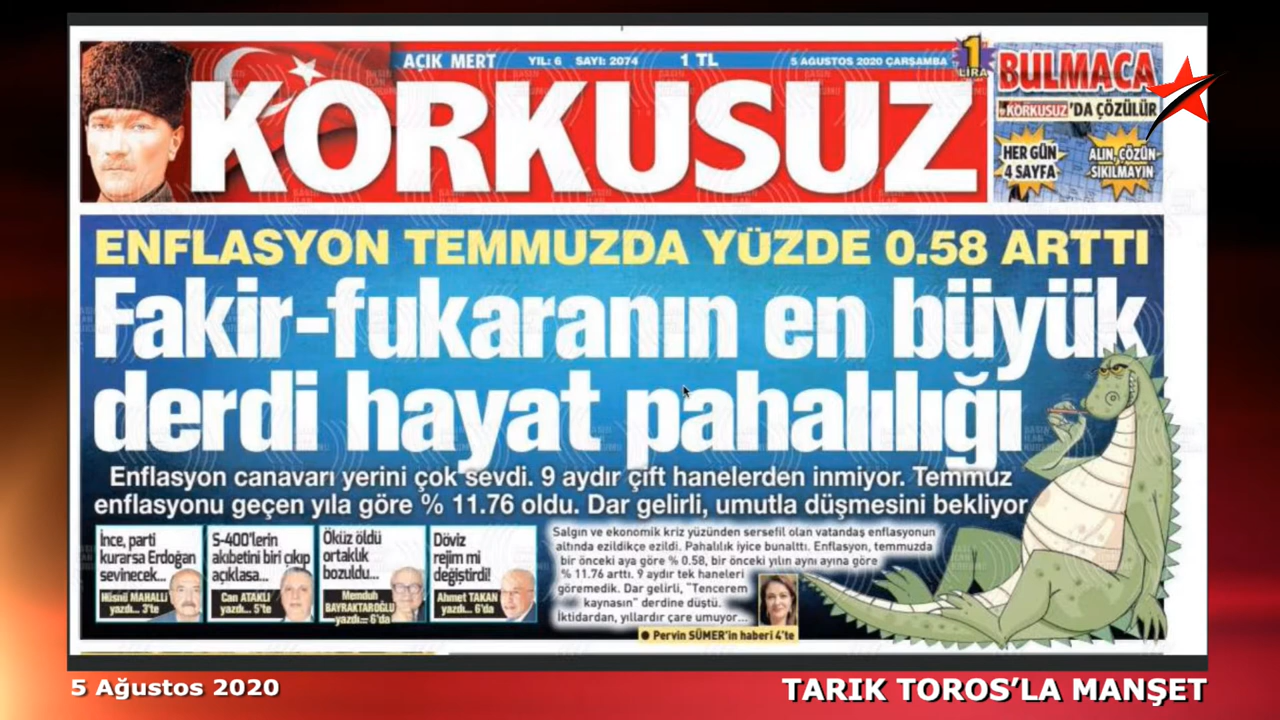 AÇIK MERT YIL: 6 SAYI: 2074 1 TL 5 AĞUSTOS 2020 ÇARŞAMBA
1 LİRA
KORKUSUZ
BULMACA
KORKUSUZ'DA ÇÖZÜLÜR
HER GÜN
4 SAYFA
ALIN, ÇÖZÜN
SIKILMAYIN
ENFLASYON TEMMUZDA YÜZDE 0.58 ARTTI
Fakir-fukaranın en büyük
derdi hayat pahalılığı
Enflasyon canavarı yerini çok sevdi. 9 aydır çift hanelerden inmiyor. Temmuz
enflasyonu geçen yıla göre % 11.76 oldu. Dar gelirli, umutla düşmesini bekliyor
İnce, parti
kurarsa Erdoğan
sevinecek...
Hüsnü MAHALLİ
yazdı... 3'te
S-400'lerin
akıbetini biri çıkıp
açıklasa...
Can ATAKLI
yazdı... 5'te
Öküz öldü
ortaklık
bozuldu...
Memduh
BAYRAKTAROĞLU
yazdı... 6'da
Döviz
rejim mi
değiştirdi!
Ahmet TAKAN
yazdı... 6'da
Salgın ve ekonomik kriz yüzünden sersefil olan vatandaş enflasyonun
altında ezildikçe ezildi. Pahalılık iyice bunalttı. Enflasyon, temmuzda
bir önceki aya göre % 0.58, bir önceki yılın aynı ayına göre
% 11.76 arttı. 9 aydır tek haneleri
göremedik. Dar gelirli, "Tencerem
kaynasın" derdine düştü.
İktidardan, yıllardır çare umuyor...
● Pervin SÜMER'in haberi 4'te
5 Ağustos 2020
TARIK TOROS'LA MANŞET